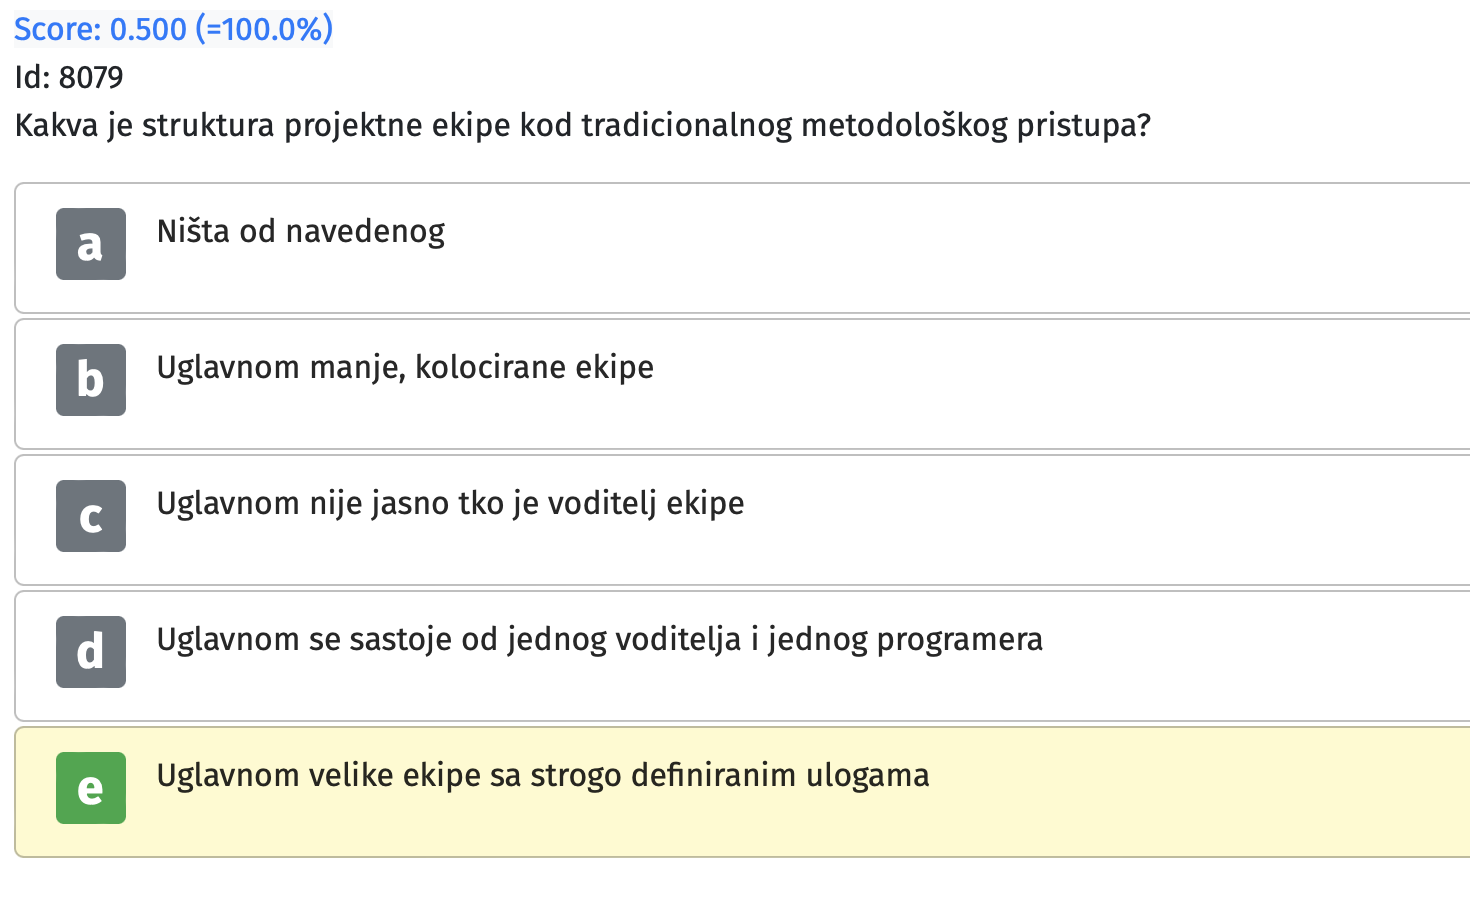 Score: 0.500 (=100.0%)
Id: 8079
Kakva je struktura projektne ekipe kod tradicionalnog metodološkog pristupa?
a Ništa od navedenog
b Uglavnom manje, kolocirane ekipe
c Uglavnom nije jasno tko je voditelj ekipe
d Uglavnom se sastoje od jednog voditelja i jednog programera
e Uglavnom velike ekipe sa strogo definiranim ulogama